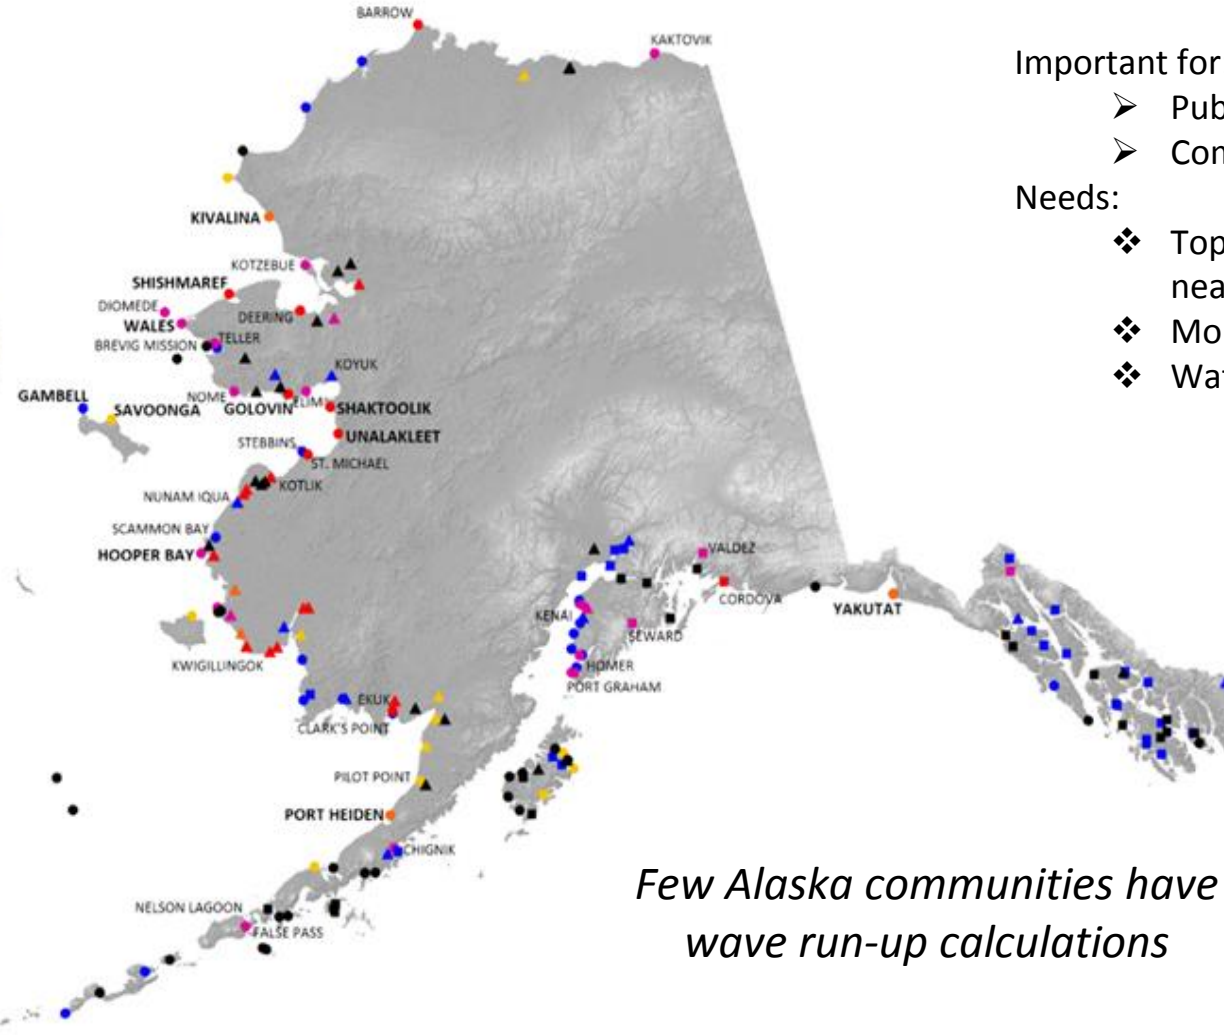 BARROW
KAKTOVIK
Important for
➢ Pub
➢ Con
Needs:
❖ Top
nea
❖ Mo
❖ Wat
KIVALINA
KOTZEBUE
SHISHMAREF
DIOMEDE
DEERING
WALES
TELLER
BREVIG MISSION
KOYUK
GAMBELL
SAVOONGA
NOME
GOLOVIN
ELIM
SHAKTOOLIK
UNALAKLEET
STEBBINS
ST. MICHAEL
KOTLIK
NUNAM IQUA
SCAMMON BAY
HOOPER BAY
VALDEZ
CORDOVA
YAKUTAT
KENAI
SEWARD
KWIGILLINGOK
HOMER
PORT GRAHAM
EKUK
CLARK'S POINT
PILOT POINT
PORT HEIDEN
CHIGNIK
Few Alaska communities have
wave run-up calculations
NELSON LAGOON
FALSE PASS